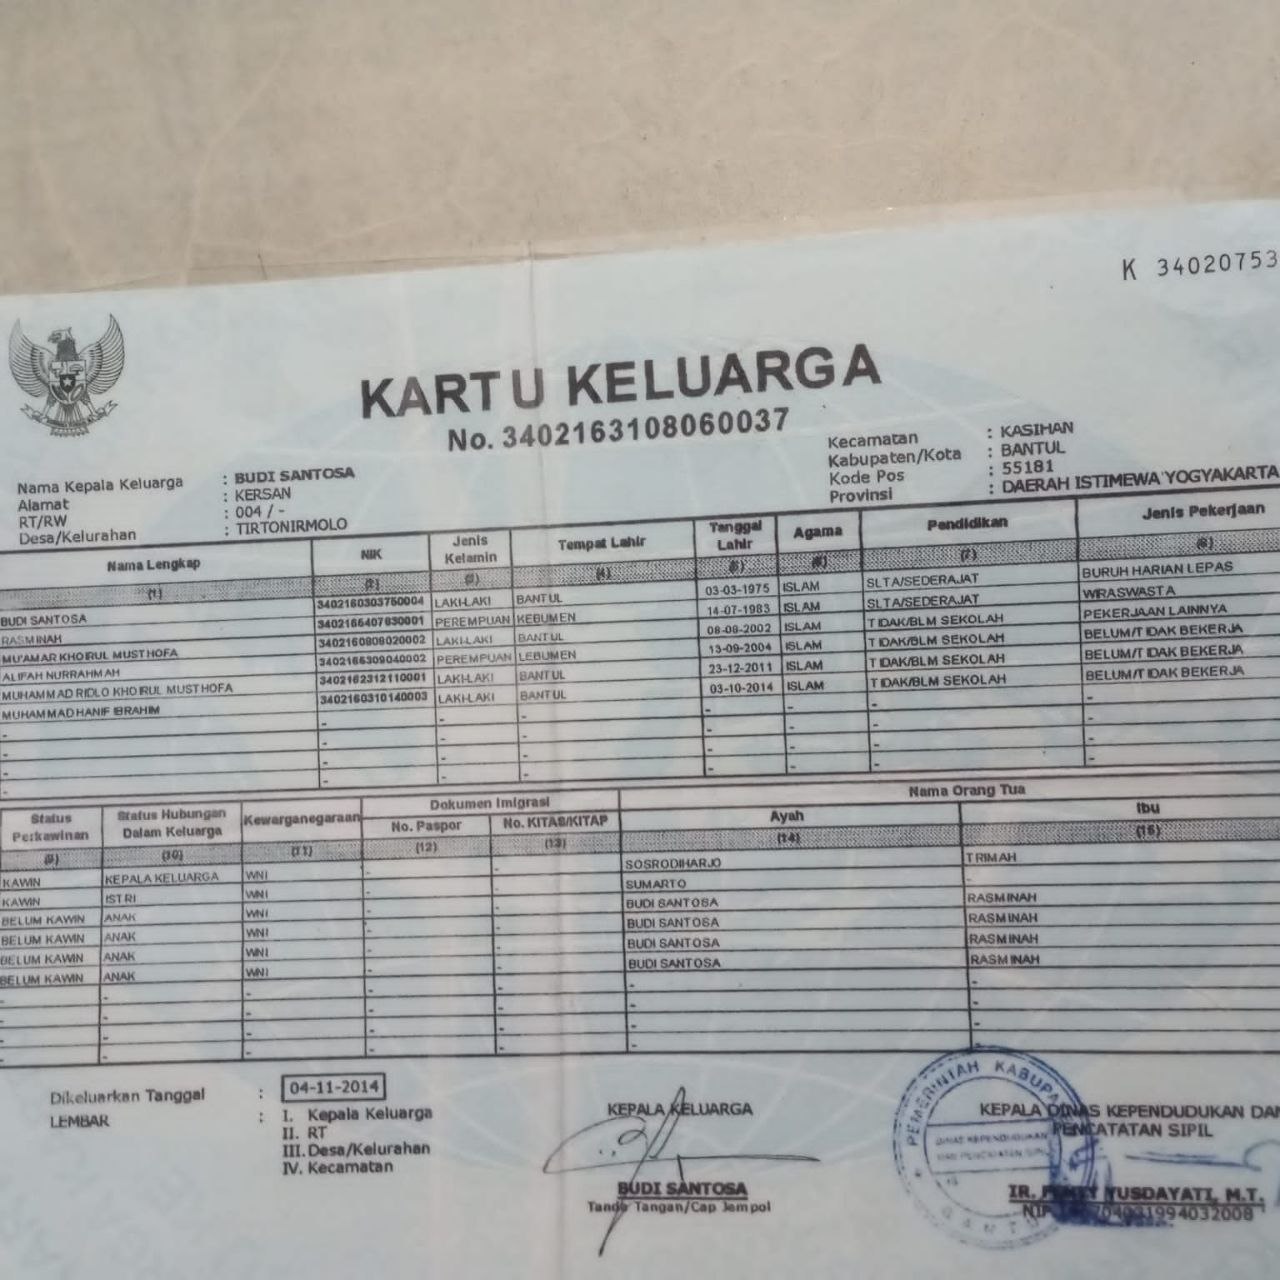 K 34020753
KARTU KELUARGA
No. 3402163108060037
Nama Kepala Keluarga : BUDI SANTOSA
Alamat : KERSAN
RT/RW : 004 / -
Desa/Kelurahan : TIRTONIRMOLO
Kecamatan : KASIHAN
Kabupaten/Kota : BANTUL
Kode Pos : 55181
Provinsi : DAERAH ISTIMEWA YOGYAKARTA
Nama Lengkap NIK Jenis Kelamin Tempat Lahir Tanggal Lahir Agama Pendidikan Jenis Pekerjaan
(1) (2) (3) (4) (5) (6) (7) (8)
BUDI SANTOSA 3402160303750004 LAKI-LAKI BANTUL 03-03-1975 ISLAM SLTA/SEDERAJAT BURUH HARIAN LEPAS
RASMINAH 3402165407830001 PEREMPUAN KEBUMEN 14-07-1983 ISLAM SLTA/SEDERAJAT WIRASWASTA
MU'AMAR KHOIRUL MUSTHOFA 3402160808020002 LAKI-LAKI BANTUL 08-08-2002 ISLAM TIDAK/BLM SEKOLAH PEKERJAAN LAINNYA
ALIFAH NURRAHMAH 3402165309040002 PEREMPUAN LEBUMEN 13-09-2004 ISLAM TIDAK/BLM SEKOLAH BELUM/TIDAK BEKERJA
MUHAMMAD RIDLO KHOIRUL MUSTHOFA 3402162312110001 LAKI-LAKI BANTUL 23-12-2011 ISLAM TIDAK/BLM SEKOLAH BELUM/TIDAK BEKERJA
MUHAMMAD HANIF IBRAHIM 3402160310140003 LAKI-LAKI BANTUL 03-10-2014 ISLAM TIDAK/BLM SEKOLAH BELUM/TIDAK BEKERJA
- - - - - - - -
- - - - - - - -
- - - - - - - -
- - - - - - - -
Status Perkawinan Status Hubungan Dalam Keluarga Kewarganegaraan Dokumen Imigrasi Nama Orang Tua
No. Paspor No. KITAS/KITAP Ayah Ibu
(9) (10) (11) (12) (13) (14) (15)
KAWIN KEPALA KELUARGA WNI - - SOSRODIHARJO TRIMAH
KAWIN ISTRI WNI - - SUMARTO -
BELUM KAWIN ANAK WNI - - BUDI SANTOSA RASMINAH
BELUM KAWIN ANAK WNI - - BUDI SANTOSA RASMINAH
BELUM KAWIN ANAK WNI - - BUDI SANTOSA RASMINAH
BELUM KAWIN ANAK WNI - - BUDI SANTOSA RASMINAH
- - - - - - -
- - - - - - -
- - - - - - -
- - - - - - -
Dikeluarkan Tanggal : 04-11-2014
LEMBAR : I. Kepala Keluarga
II. RT
III. Desa/Kelurahan
IV. Kecamatan
KEPALA KELUARGA
BUDI SANTOSA
Tanda Tangan/Cap Jempol
KEPALA DINAS KEPENDUDUKAN DAN
PENCATATAN SIPIL
IR. YUSDAYATI, M.T.
NIP
PEMERINTAH KABUPA
DINAS KEPENDUDUKAN
DAN PENCATATAN SIPIL